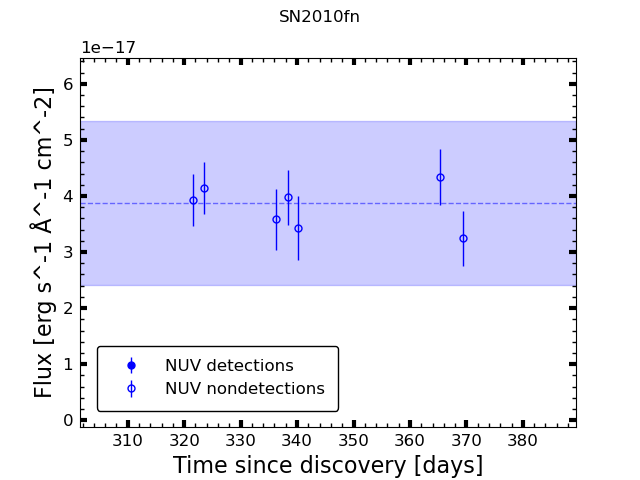 SN2010fn
1e−17
6
5
4
3
2
1
0
Flux [erg s^-1 Å^-1 cm^-2]
NUV detections
NUV nondetections
310 320 330 340 350 360 370 380
Time since discovery [days]